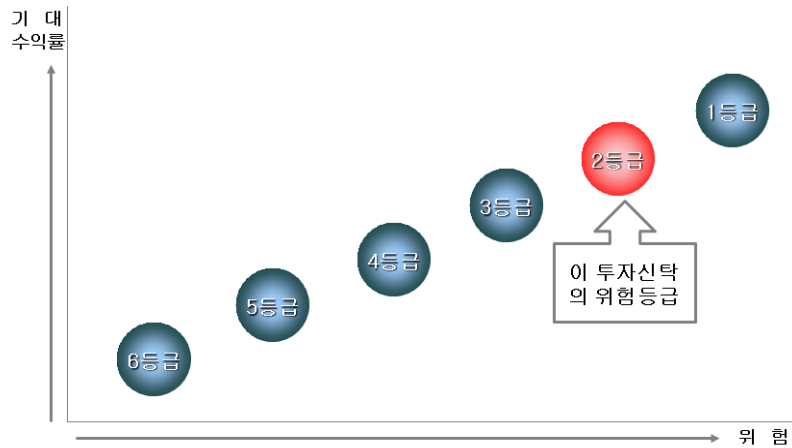 기 대
수익률
1등급
2등급
3등급
4등급
이 투자신탁
의 위험등급
5등급
6등급
위 험